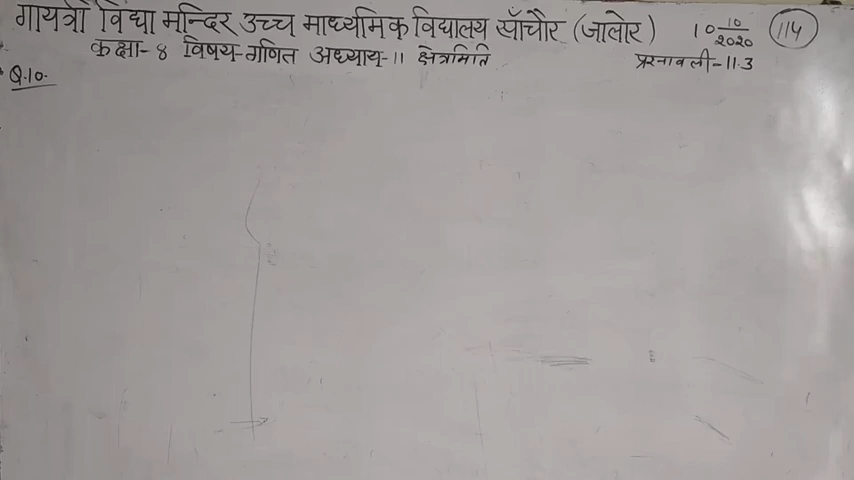 गायत्री विद्या मन्दिर उच्च माध्यमिक विद्यालय साँचौर (जालोर) 10 10/2020 114
कक्षा-8 विषय-गणित अध्याय-11 क्षेत्रमिति प्रश्नावली-11.3
Q.10.